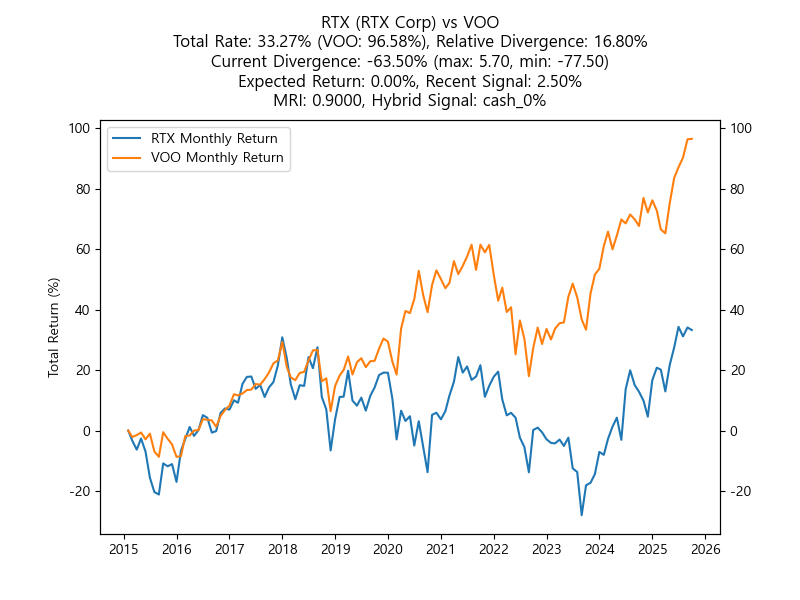 RTX (RTX Corp) vs VOO
Total Rate: 33.27% (VOO: 96.58%), Relative Divergence: 16.80%
Current Divergence: -63.50% (max: 5.70, min: -77.50)
Expected Return: 0.00%, Recent Signal: 2.50%
MRI: 0.9000, Hybrid Signal: cash_0%
RTX Monthly Return
VOO Monthly Return
Total Return (%)
100
80
60
40
20
0
-20
100
80
60
40
20
0
-20
2015 2016 2017 2018 2019 2020 2021 2022 2023 2024 2025 2026